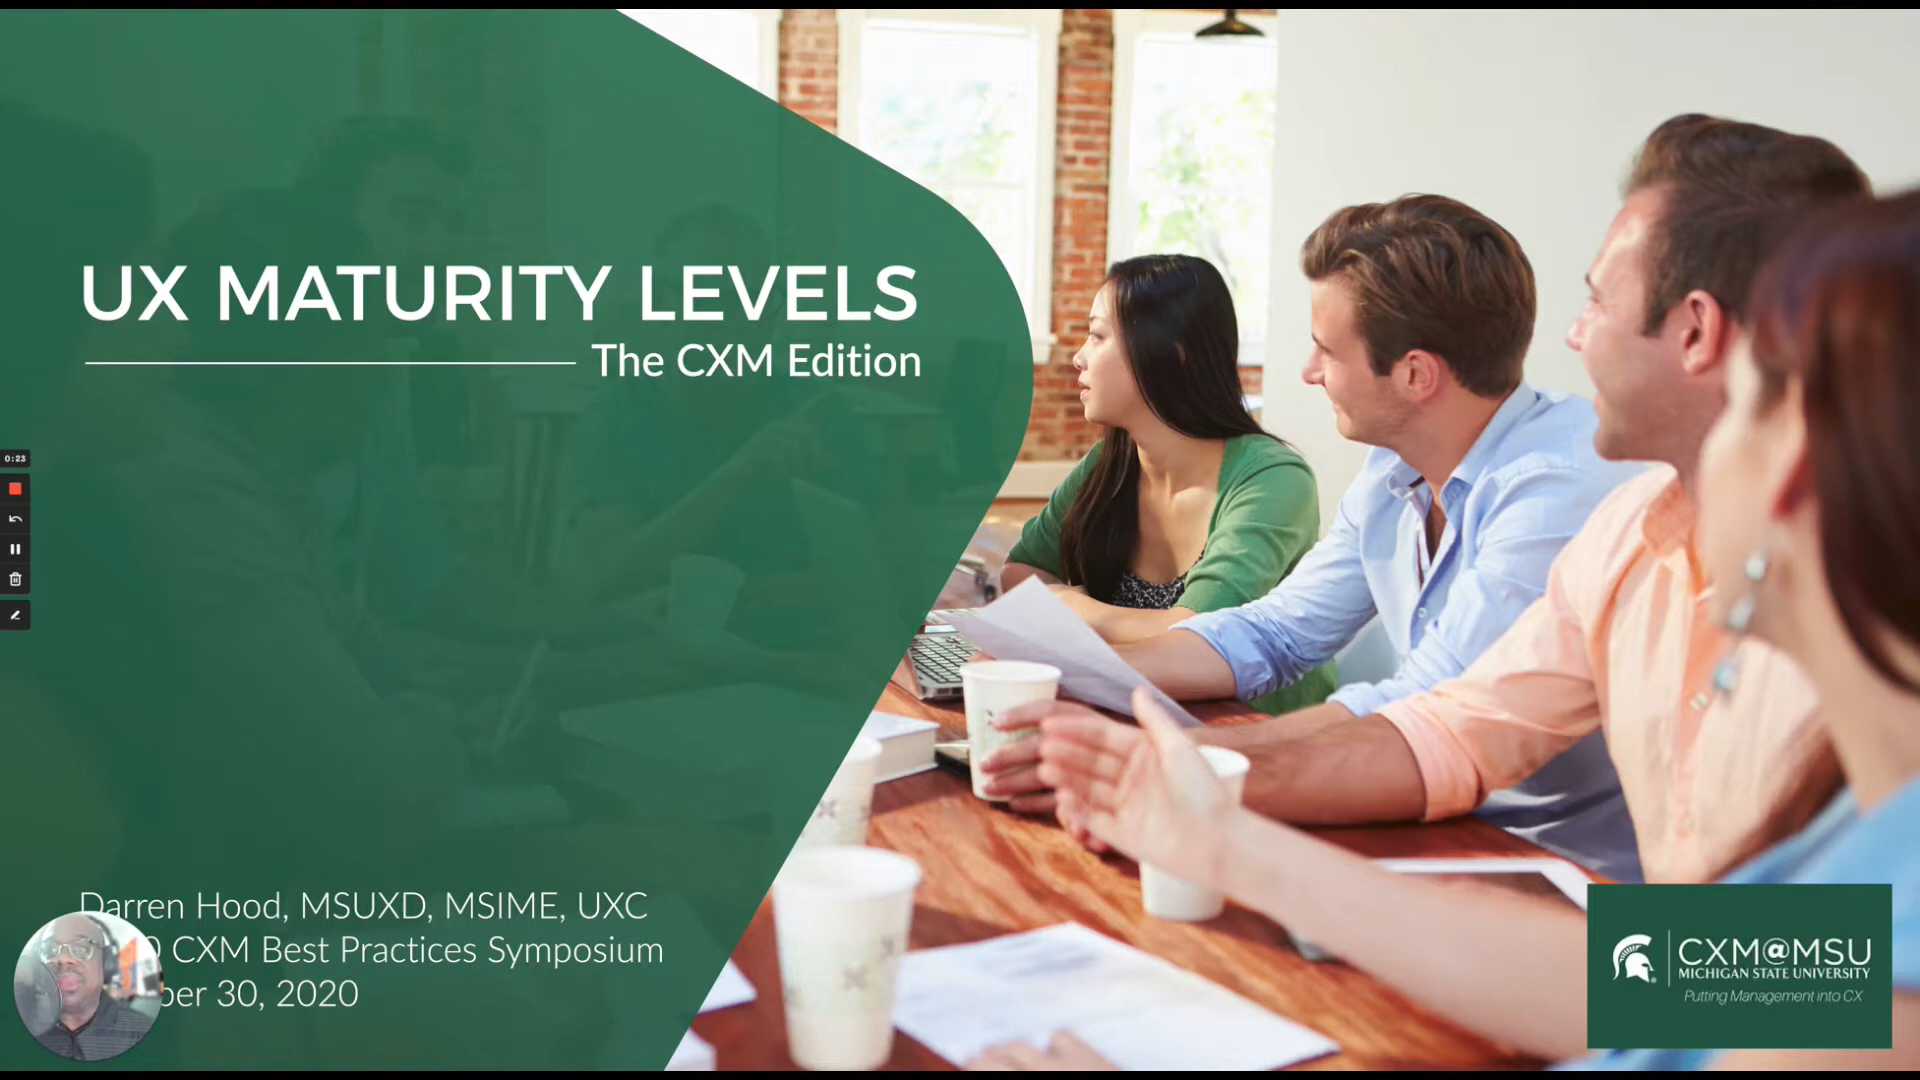 UX MATURITY LEVELS
The CXM Edition
0:23
Darren Hood, MSUXD, MSIME, UXC
CXM Best Practices Symposium
30, 2020
CXM@MSU
MICHIGAN STATE UNIVERSITY
Putting Management into CX